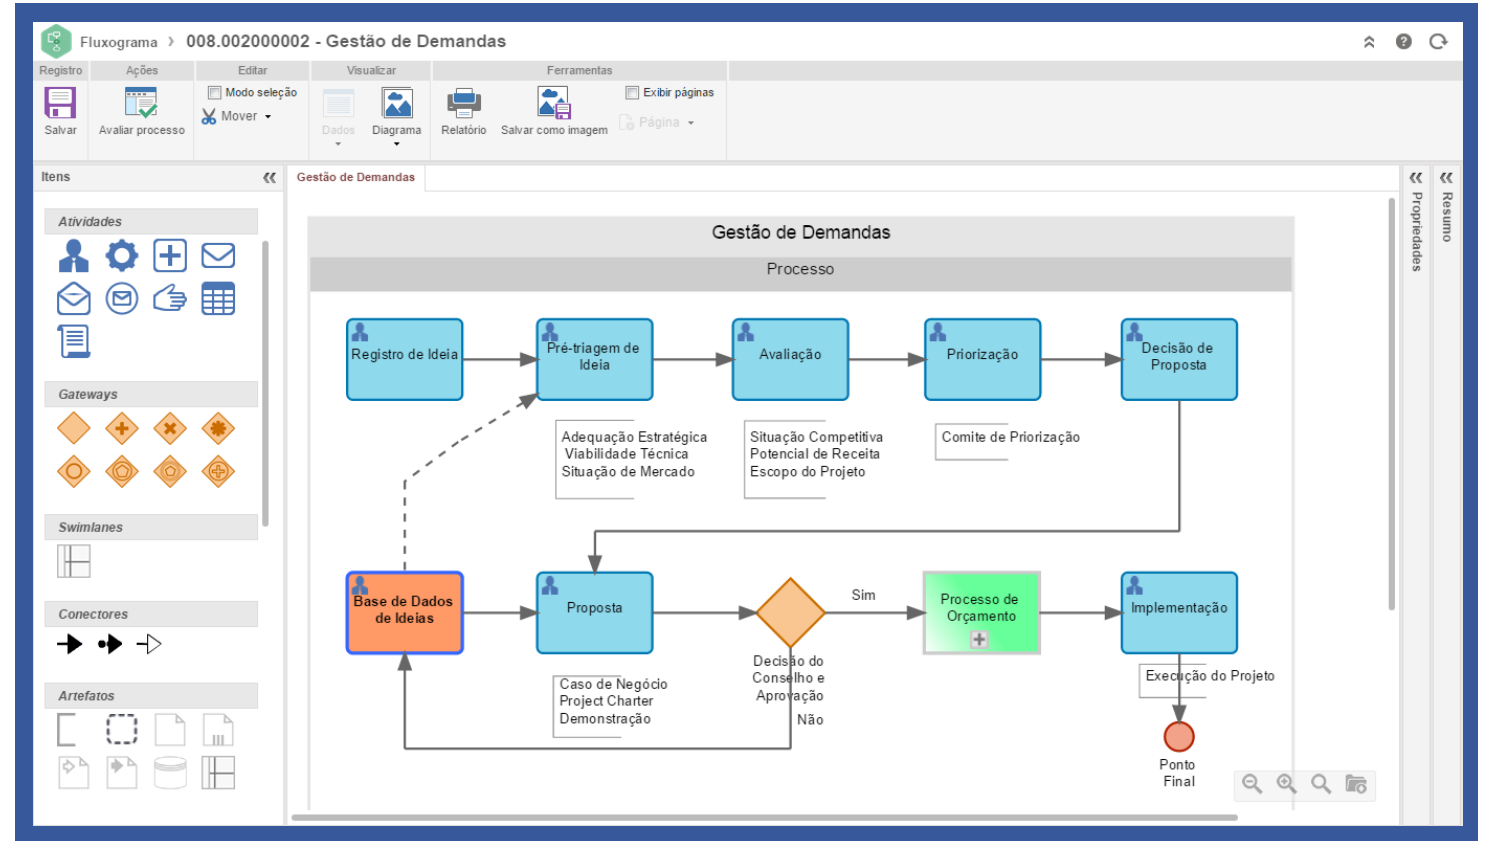 Fluxograma › 008.002000002 - Gestão de Demandas
Registro Ações Editar Visualizar Ferramentas
Salvar
Avaliar processo
Modo seleção
Mover
Dados
Diagrama
Relatório
Salvar como imagem
Exibir páginas
Página
Itens
Gestão de Demandas
Propriedades
Resumo
Atividades
Gateways
Swimlanes
Conectores
Artefatos
Gestão de Demandas
Processo
Registro de Ideia
Pré-triagem de
Ideia
Avaliação
Priorização
Decisão de
Proposta
Adequação Estratégica
Viabilidade Técnica
Situação de Mercado
Situação Competitiva
Potencial de Receita
Escopo do Projeto
Comite de Priorização
Base de Dados
de Ideias
Proposta
Sim
Processo de
Orçamento
Implementação
Decisão do
Conselho e
Aprovação
Não
Caso de Negócio
Project Charter
Demonstração
Execução do Projeto
Ponto
Final